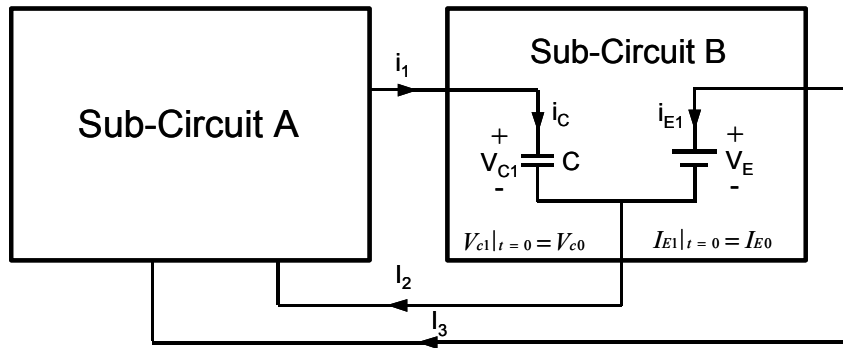 Sub-Circuit A
i1
Sub-Circuit B
iC
+
VC1
-
C
iE1
+
VE
-
Vc1|t = 0 = Vc0
IE1|t = 0 = IE0
I2
I3